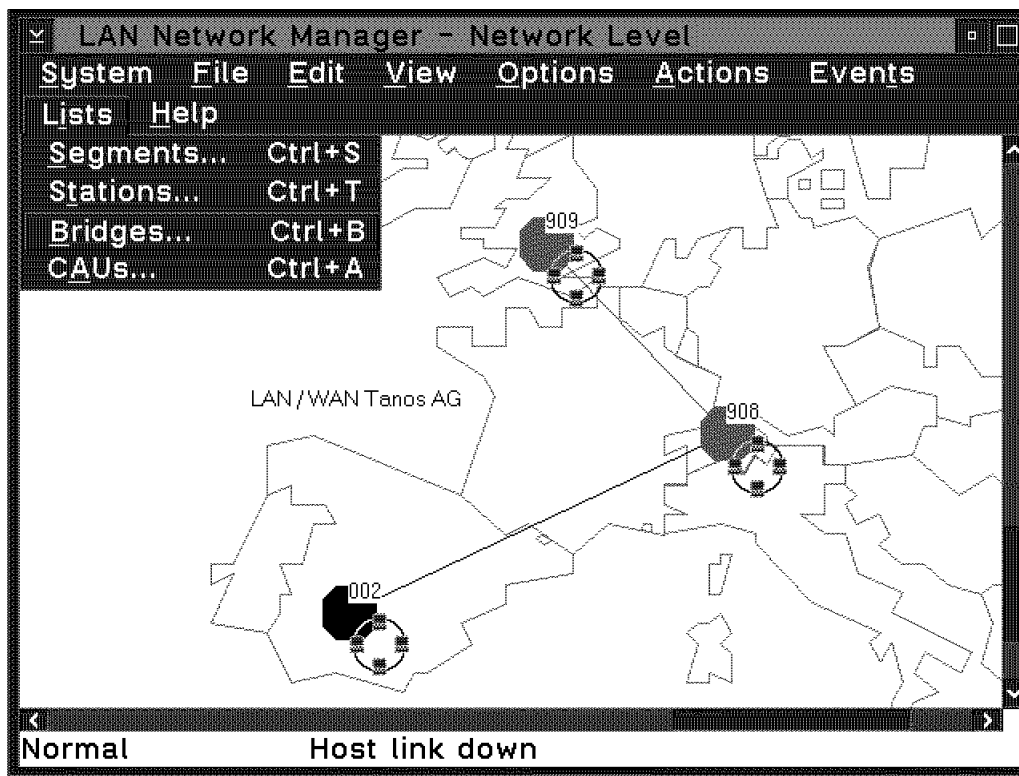 LAN Network Manager - Network Level
System File Edit View Options Actions Events
Lists Help
Segments... Ctrl+S
Stations... Ctrl+T
Bridges... Ctrl+B
CAUs... Ctrl+A
909
LAN / WAN Tanos AG
908
002
Normal Host link down